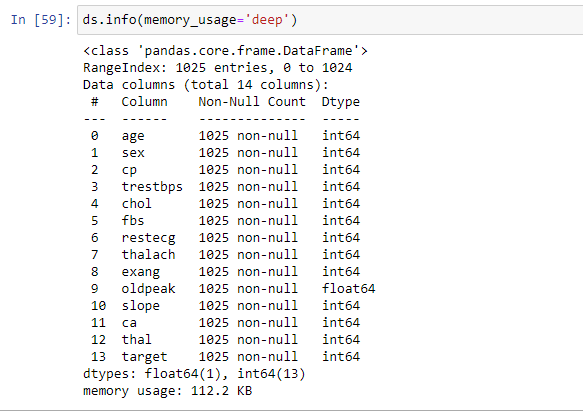 In [59]: ds.info(memory_usage='deep')
<class 'pandas.core.frame.DataFrame'>
RangeIndex: 1025 entries, 0 to 1024
Data columns (total 14 columns):
 #   Column    Non-Null Count  Dtype
---  ------    --------------  -----
 0   age       1025 non-null   int64
 1   sex       1025 non-null   int64
 2   cp        1025 non-null   int64
 3   trestbps  1025 non-null   int64
 4   chol      1025 non-null   int64
 5   fbs       1025 non-null   int64
 6   restecg   1025 non-null   int64
 7   thalach   1025 non-null   int64
 8   exang     1025 non-null   int64
 9   oldpeak   1025 non-null   float64
 10  slope     1025 non-null   int64
 11  ca        1025 non-null   int64
 12  thal      1025 non-null   int64
 13  target    1025 non-null   int64
dtypes: float64(1), int64(13)
memory usage: 112.2 KB